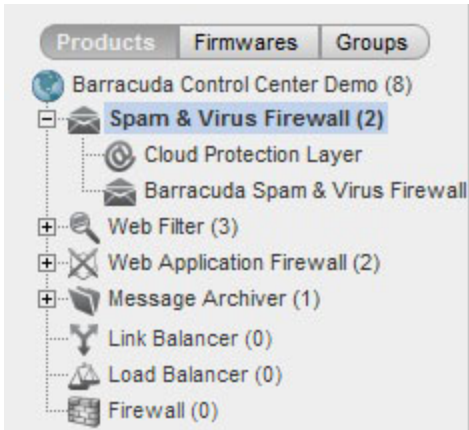 Products Firmwares Groups
Barracuda Control Center Demo (8)
Spam & Virus Firewall (2)
Cloud Protection Layer
Barracuda Spam & Virus Firewall
Web Filter (3)
Web Application Firewall (2)
Message Archiver (1)
Link Balancer (0)
Load Balancer (0)
Firewall (0)